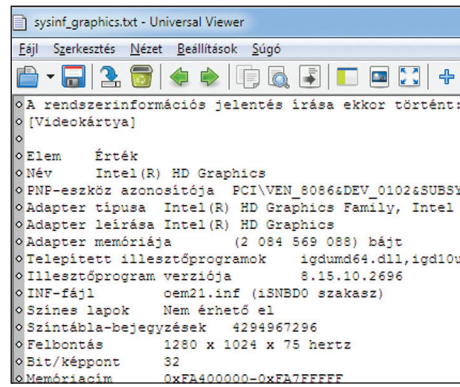 sysinf_graphics.txt - Universal Viewer
Fájl Szerkesztés Nézet Beállítások Súgó
A rendszerinformációs jelentés írása ekkor történt:
[Videokártya]
Elem Érték
Név Intel(R) HD Graphics
PNP-eszköz azonosítója PCI\VEN_8086&DEV_0102&SUBSY
Adapter típusa Intel(R) HD Graphics Family, Intel
Adapter leírása Intel(R) HD Graphics
Adapter memóriája (2 084 569 088) bájt
Telepített illesztőprogramok igdumd64.dll,igd10u
Illesztőprogram verziója 8.15.10.2696
INF-fájl oem21.inf (iSNBD0 szakasz)
Színes lapok Nem érhető el
Színtábla-bejegyzések 4294967296
Felbontás 1280 x 1024 x 75 hertz
Bit/képpont 32
Memóriacím 0xFA400000-0xFA7FFFFF